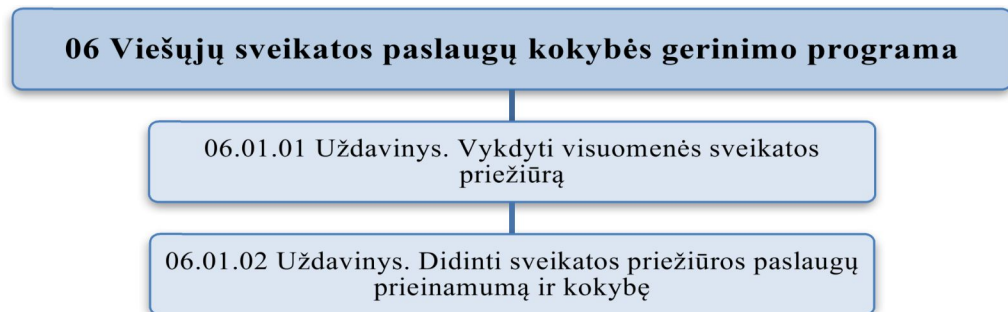 06 Viešųjų sveikatos paslaugų kokybės gerinimo programa
06.01.01 Uždavinys. Vykdyti visuomenės sveikatos
priežiūrą
06.01.02 Uždavinys. Didinti sveikatos priežiūros paslaugų
prieinamumą ir kokybę